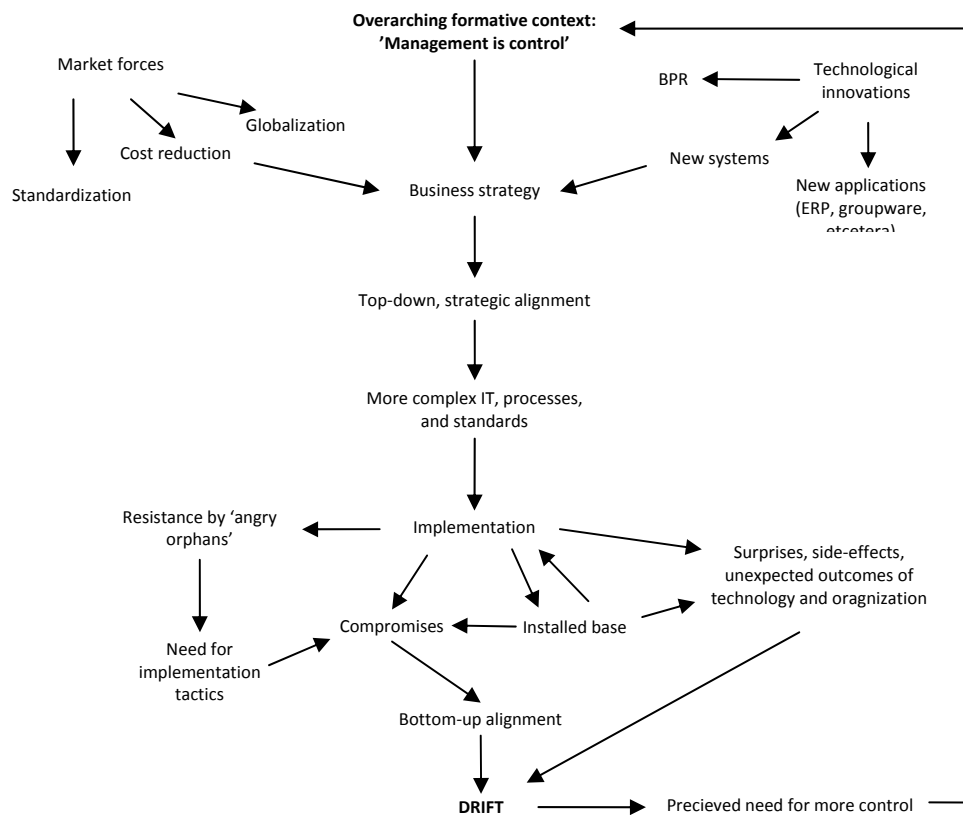 Overarching formative context:
’Management is control’
Market forces
BPR
Technological
innovations
Globalization
Cost reduction
New systems
Standardization
Business strategy
New applications
(ERP, groupware,
etcetera)
Top-down, strategic alignment
More complex IT, processes,
and standards
Resistance by ‘angry
orphans’
Implementation
Surprises, side-effects,
unexpected outcomes of
technology and oragnization
Compromises
Installed base
Need for
implementation
tactics
Bottom-up alignment
DRIFT
Precieved need for more control